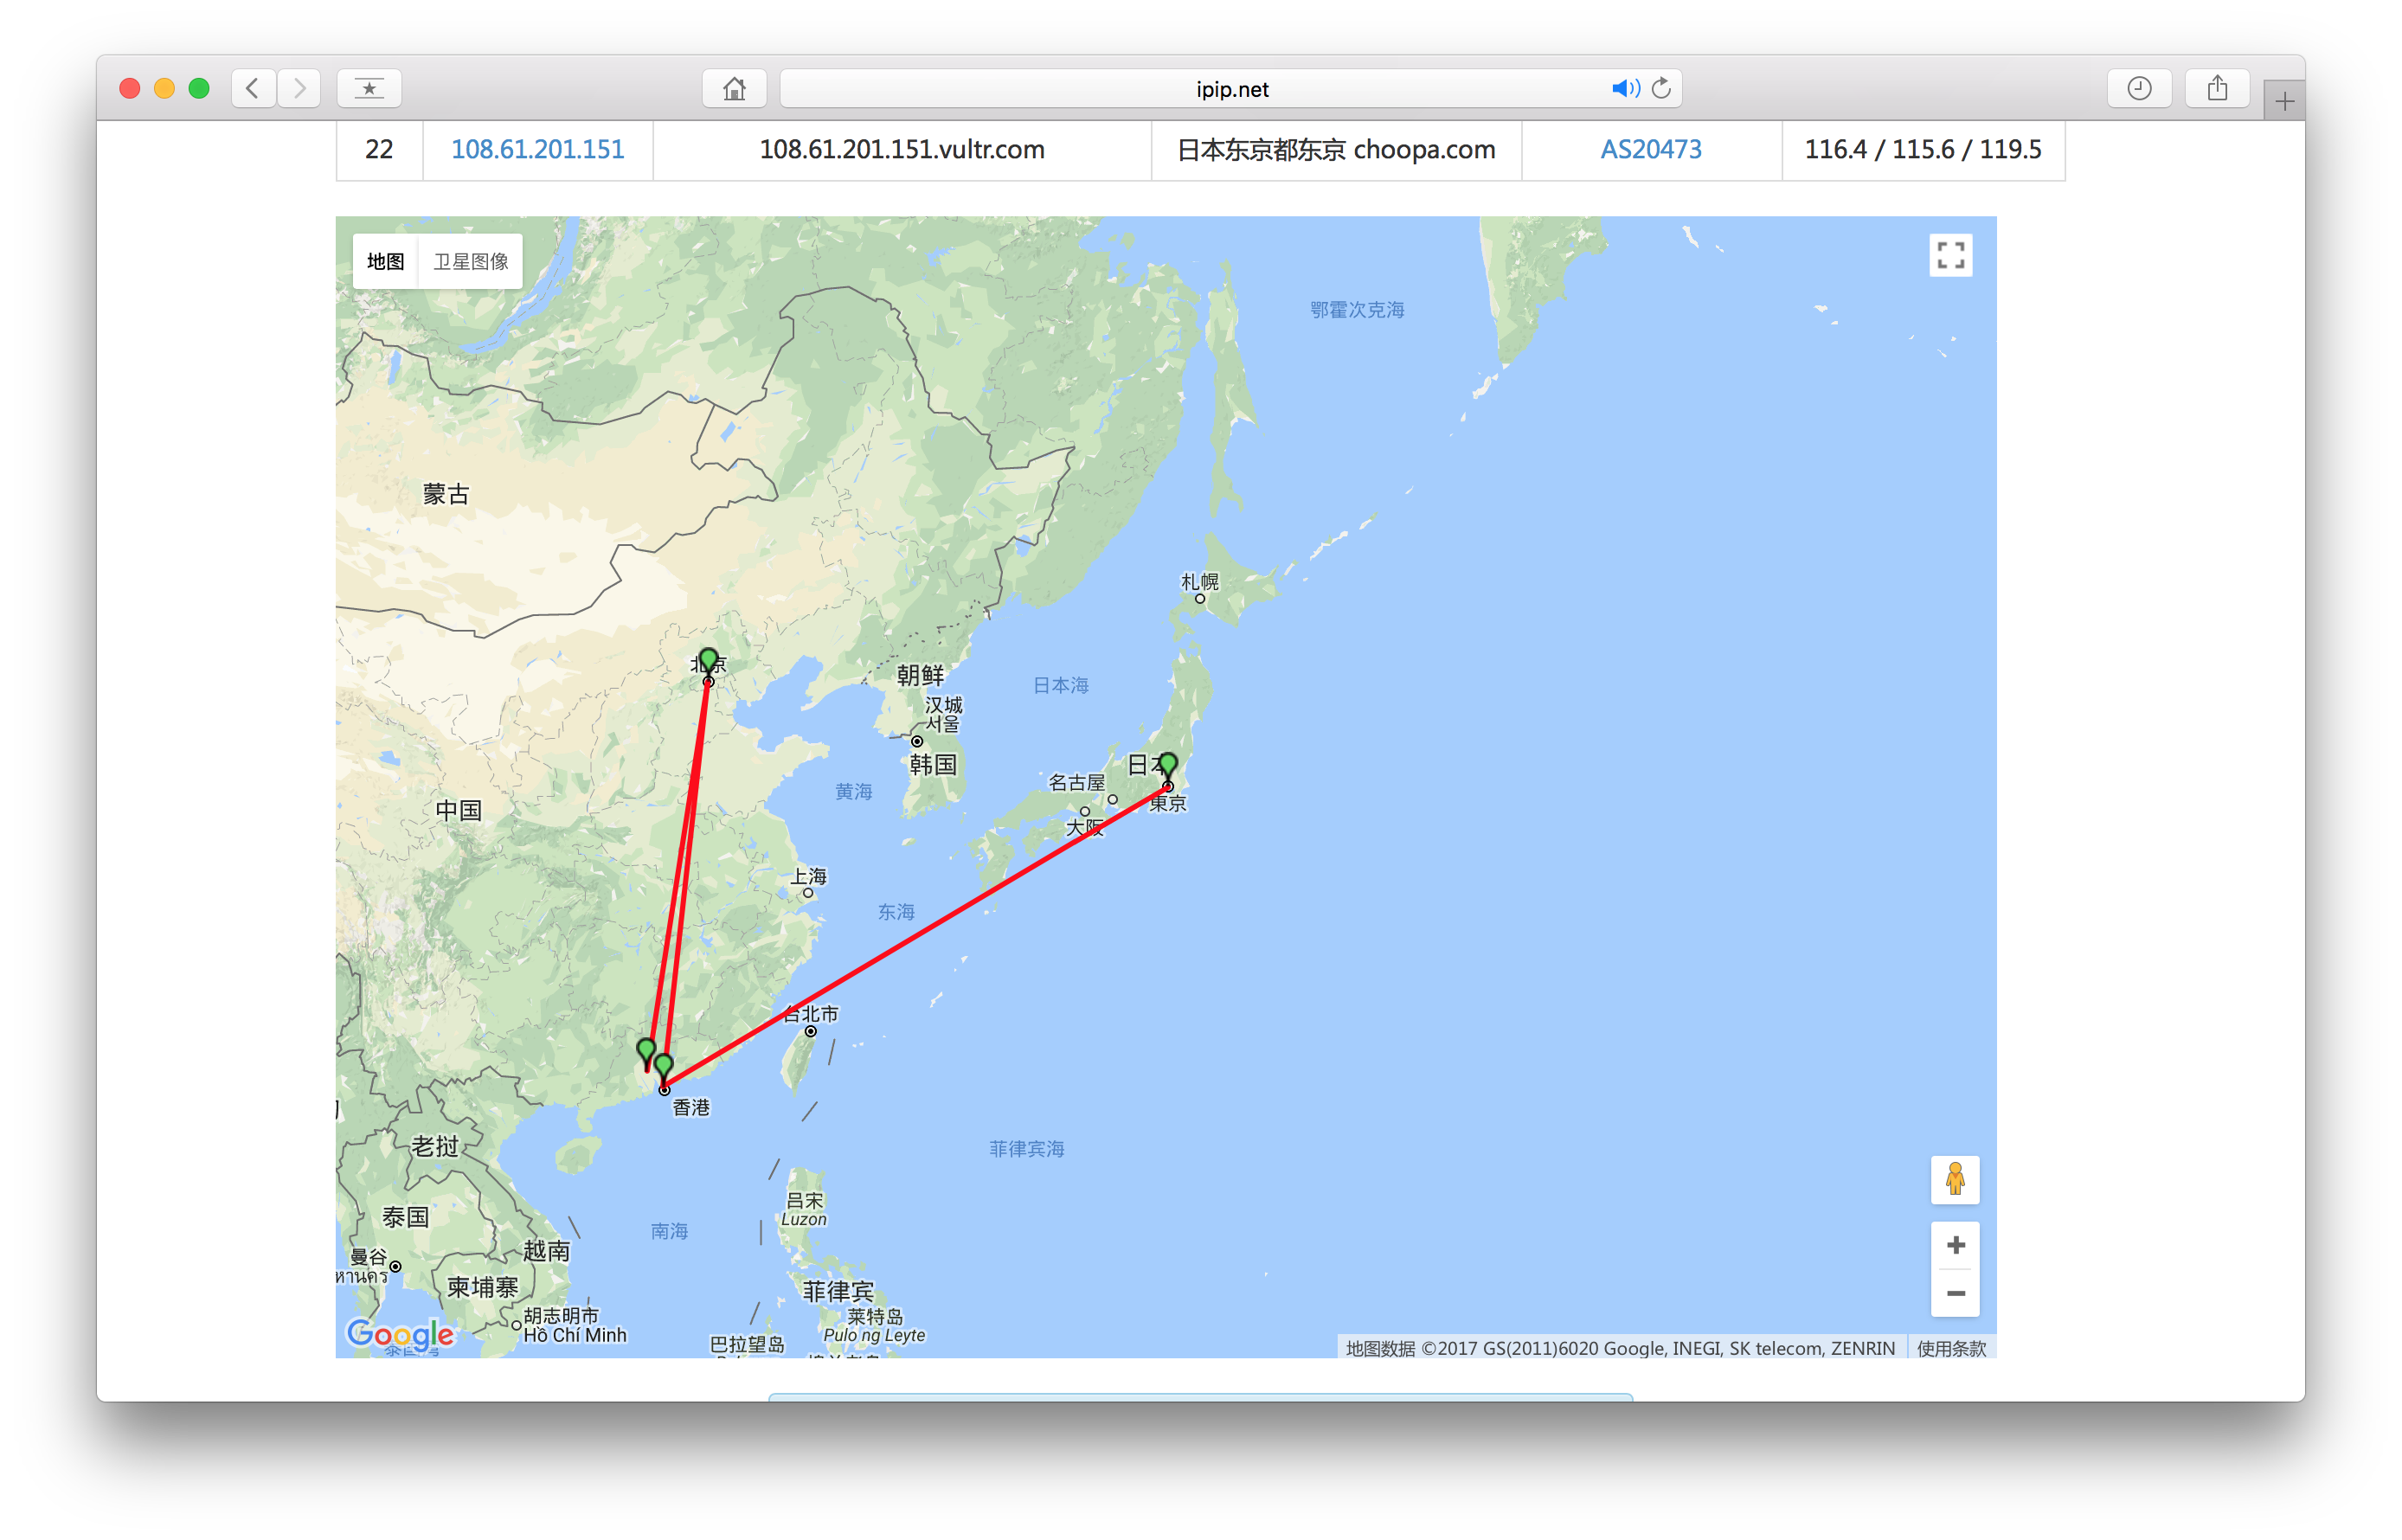 ipip.net
22 108.61.201.151 108.61.201.151.vultr.com 日本东京都东京 choopa.com AS20473 116.4 / 115.6 / 119.5
地图 卫星图像
鄂霍次克海
蒙古
札幌
北京
朝鲜
日本海
汉城
서울
韩国
日本
名古屋
東京
大阪
黄海
中国
上海
东海
台北市
香港
老挝
菲律宾海
吕宋
Luzon
泰国
南海
越南
曼谷
หานคร
柬埔寨
菲律宾
胡志明市
Hồ Chí Minh
莱特岛
Pulo ng Leyte
巴拉望岛
Google
地图数据 ©2017 GS(2011)6020 Google, INEGI, SK telecom, ZENRIN 使用条款